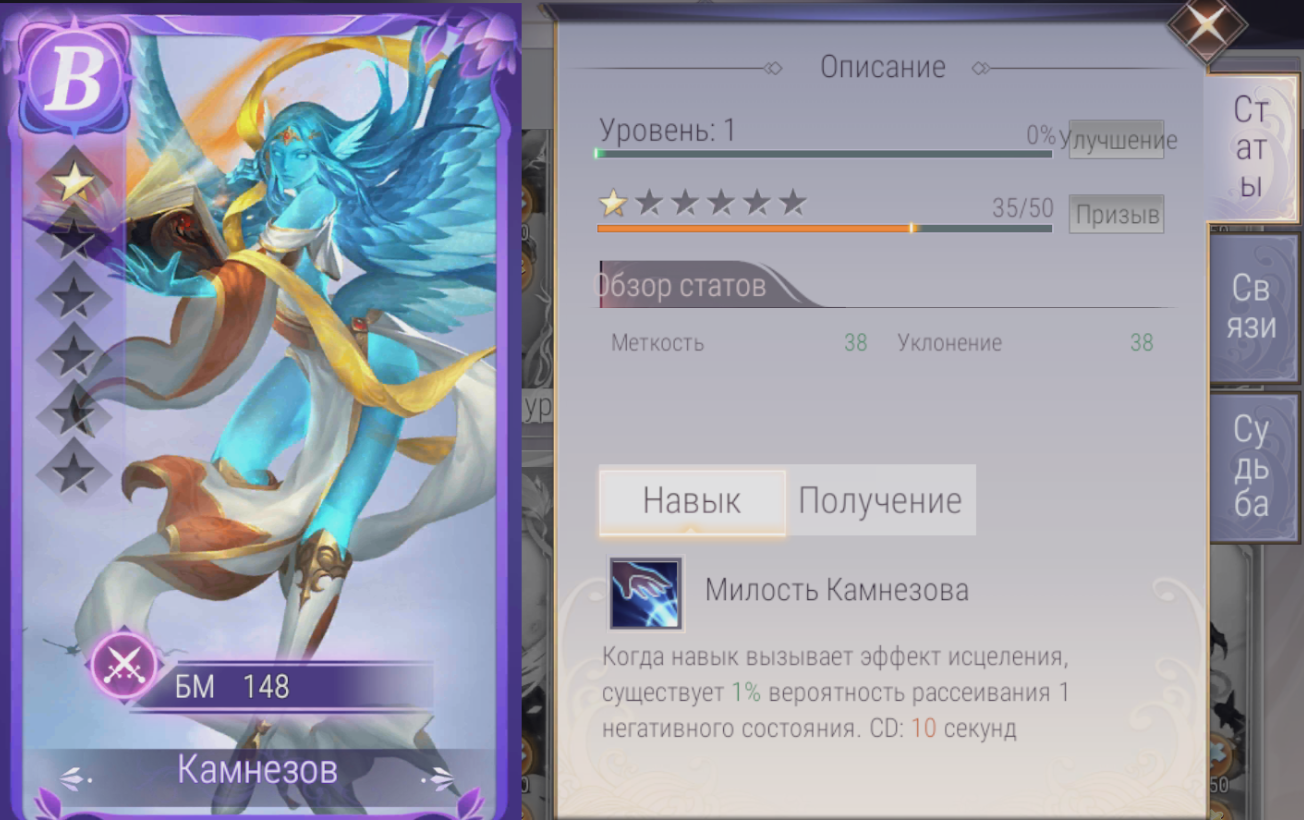 B
БМ 148
Камнезов
Описание
Уровень: 1
0%
Улучшение
35/50
Призыв
Обзор статов
Меткость 38 Уклонение 38
Навык
Получение
Милость Камнезова
Когда навык вызывает эффект исцеления,
существует 1% вероятность рассеивания 1
негативного состояния. CD: 10 секунд
Ст
ат
ы
Св
язи
Су
дь
ба
ур
50